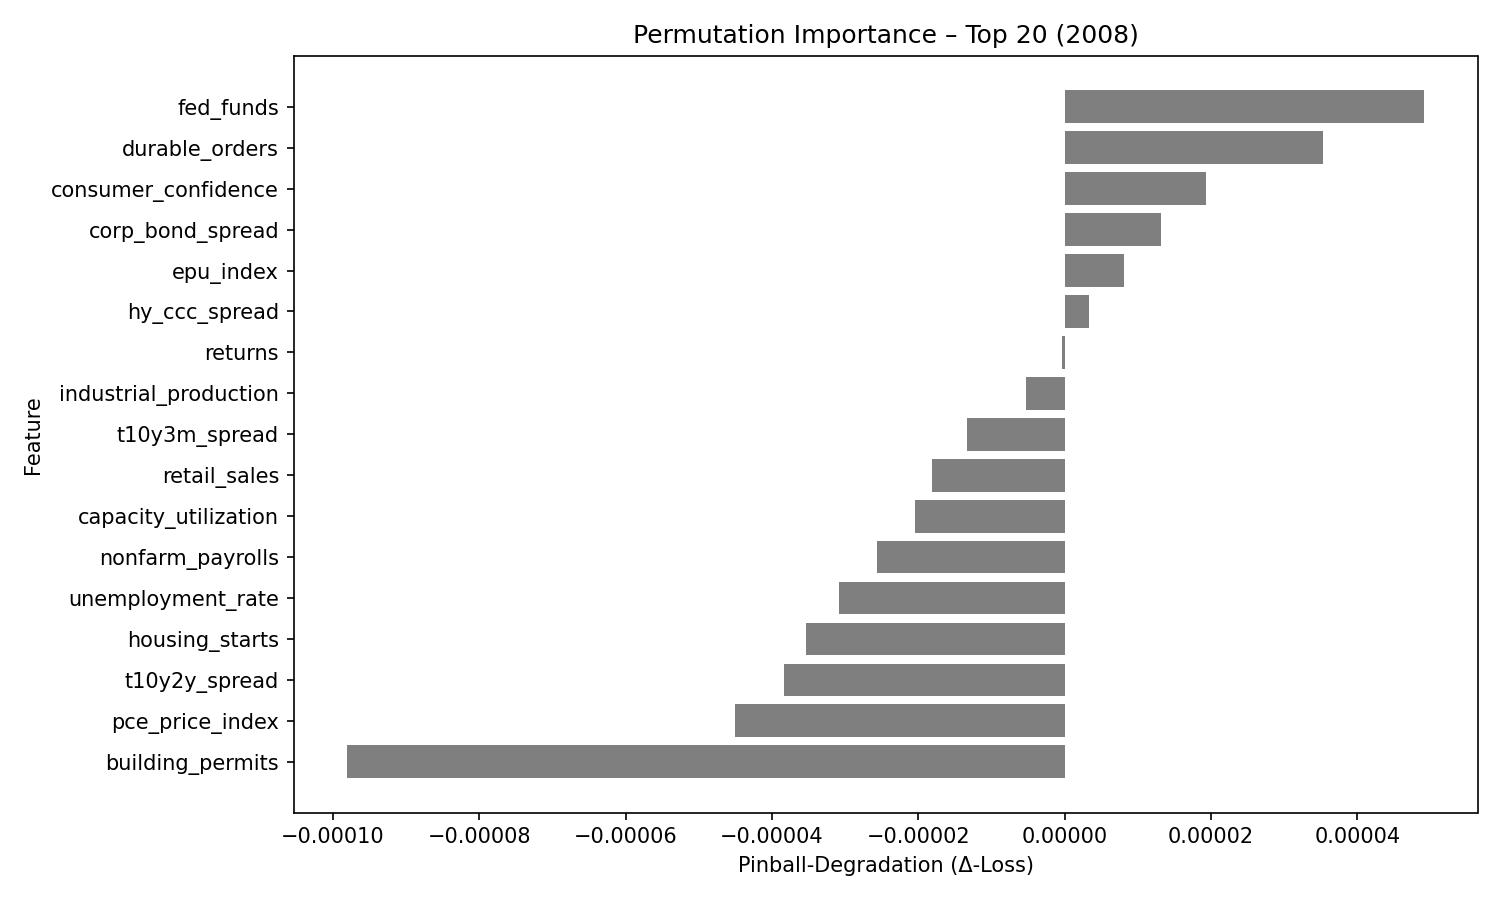 Permutation Importance – Top 20 (2008)
fed_funds
durable_orders
consumer_confidence
corp_bond_spread
epu_index
hy_ccc_spread
returns
industrial_production
t10y3m_spread
retail_sales
capacity_utilization
nonfarm_payrolls
unemployment_rate
housing_starts
t10y2y_spread
pce_price_index
building_permits
Feature
−0.00010 −0.00008 −0.00006 −0.00004 −0.00002 0.00000 0.00002 0.00004
Pinball-Degradation (Δ-Loss)